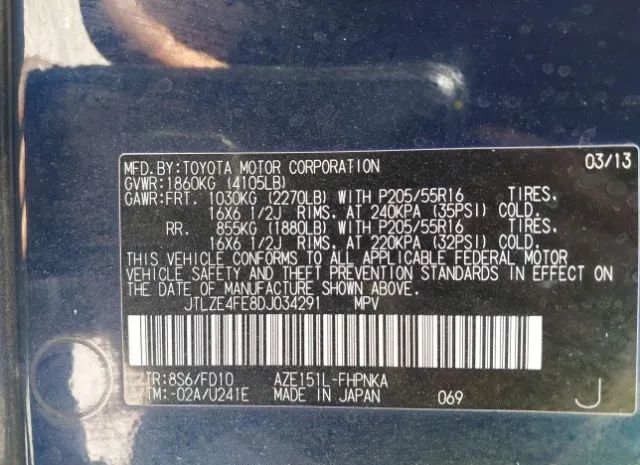 MFD.BY:TOYOTA MOTOR CORPORATION 03/13
GVWR:1860KG (4105LB)
GAWR:FRT. 1030KG (2270LB) WITH P205/55R16 TIRES.
16X6 1/2J RIMS. AT 240KPA (35PSI) COLD.
RR. 855KG (1880LB) WITH P205/55R16 TIRES.
16X6 1/2J RIMS. AT 220KPA (32PSI) COLD.
THIS VEHICLE CONFORMS TO ALL APPLICABLE FEDERAL MOTOR
VEHICLE SAFETY AND THEFT PREVENTION STANDARDS IN EFFECT ON
THE DATE OF MANUFACTURE SHOWN ABOVE.
JTLZE4FE8DJ034291 MPV
C/TR:8S6/FD10 AZE151L-FHPNKA
A/TM:-02A/U241E MADE IN JAPAN 069 J